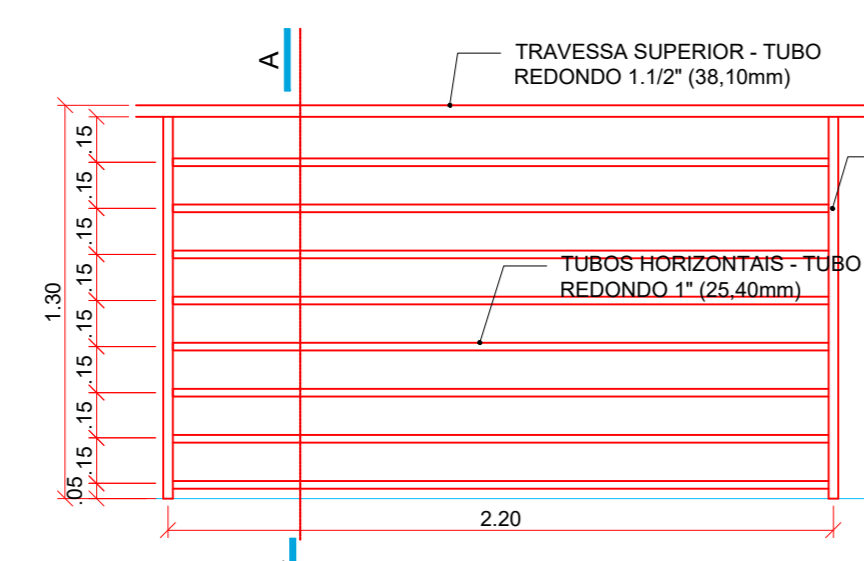 A
TRAVESSA SUPERIOR - TUBO
REDONDO 1.1/2" (38,10mm)
.15
.15
.15
.15
.15
.15
.15
.15
.05
1.30
TUBOS HORIZONTAIS - TUBO
REDONDO 1" (25,40mm)
2.20